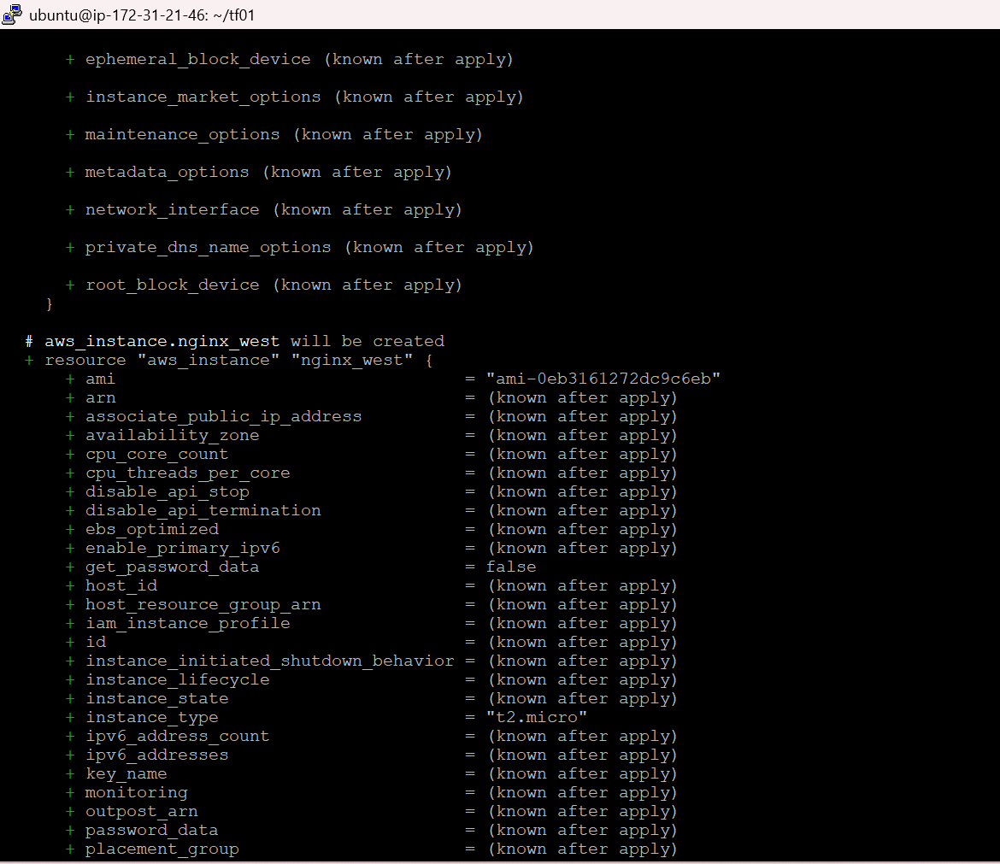 ubuntu@ip-172-31-21-46: ~/tf01
+ ephemeral_block_device (known after apply)
+ instance_market_options (known after apply)
+ maintenance_options (known after apply)
+ metadata_options (known after apply)
+ network_interface (known after apply)
+ private_dns_name_options (known after apply)
+ root_block_device (known after apply)
}
# aws_instance.nginx_west will be created
+ resource "aws_instance" "nginx_west" {
+ ami = "ami-0eb3161272dc9c6eb"
+ arn = (known after apply)
+ associate_public_ip_address = (known after apply)
+ availability_zone = (known after apply)
+ cpu_core_count = (known after apply)
+ cpu_threads_per_core = (known after apply)
+ disable_api_stop = (known after apply)
+ disable_api_termination = (known after apply)
+ ebs_optimized = (known after apply)
+ enable_primary_ipv6 = (known after apply)
+ get_password_data = false
+ host_id = (known after apply)
+ host_resource_group_arn = (known after apply)
+ iam_instance_profile = (known after apply)
+ id = (known after apply)
+ instance_initiated_shutdown_behavior = (known after apply)
+ instance_lifecycle = (known after apply)
+ instance_state = (known after apply)
+ instance_type = "t2.micro"
+ ipv6_address_count = (known after apply)
+ ipv6_addresses = (known after apply)
+ key_name = (known after apply)
+ monitoring = (known after apply)
+ outpost_arn = (known after apply)
+ password_data = (known after apply)
+ placement_group = (known after apply)